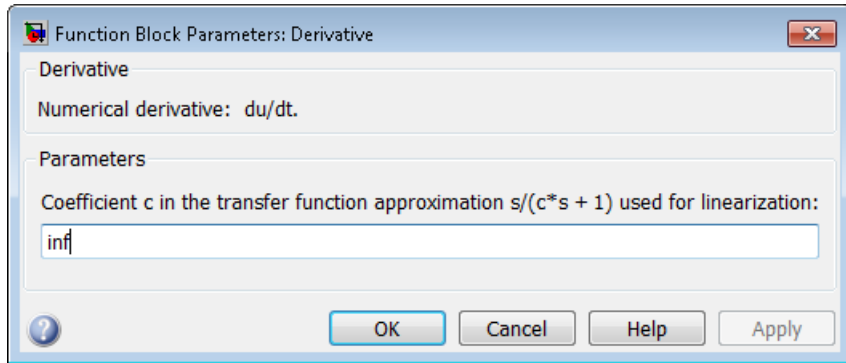 Function Block Parameters: Derivative
Derivative
Numerical derivative: du/dt.
Parameters
Coefficient c in the transfer function approximation s/(c*s + 1) used for linearization:
inf
OK Cancel Help Apply